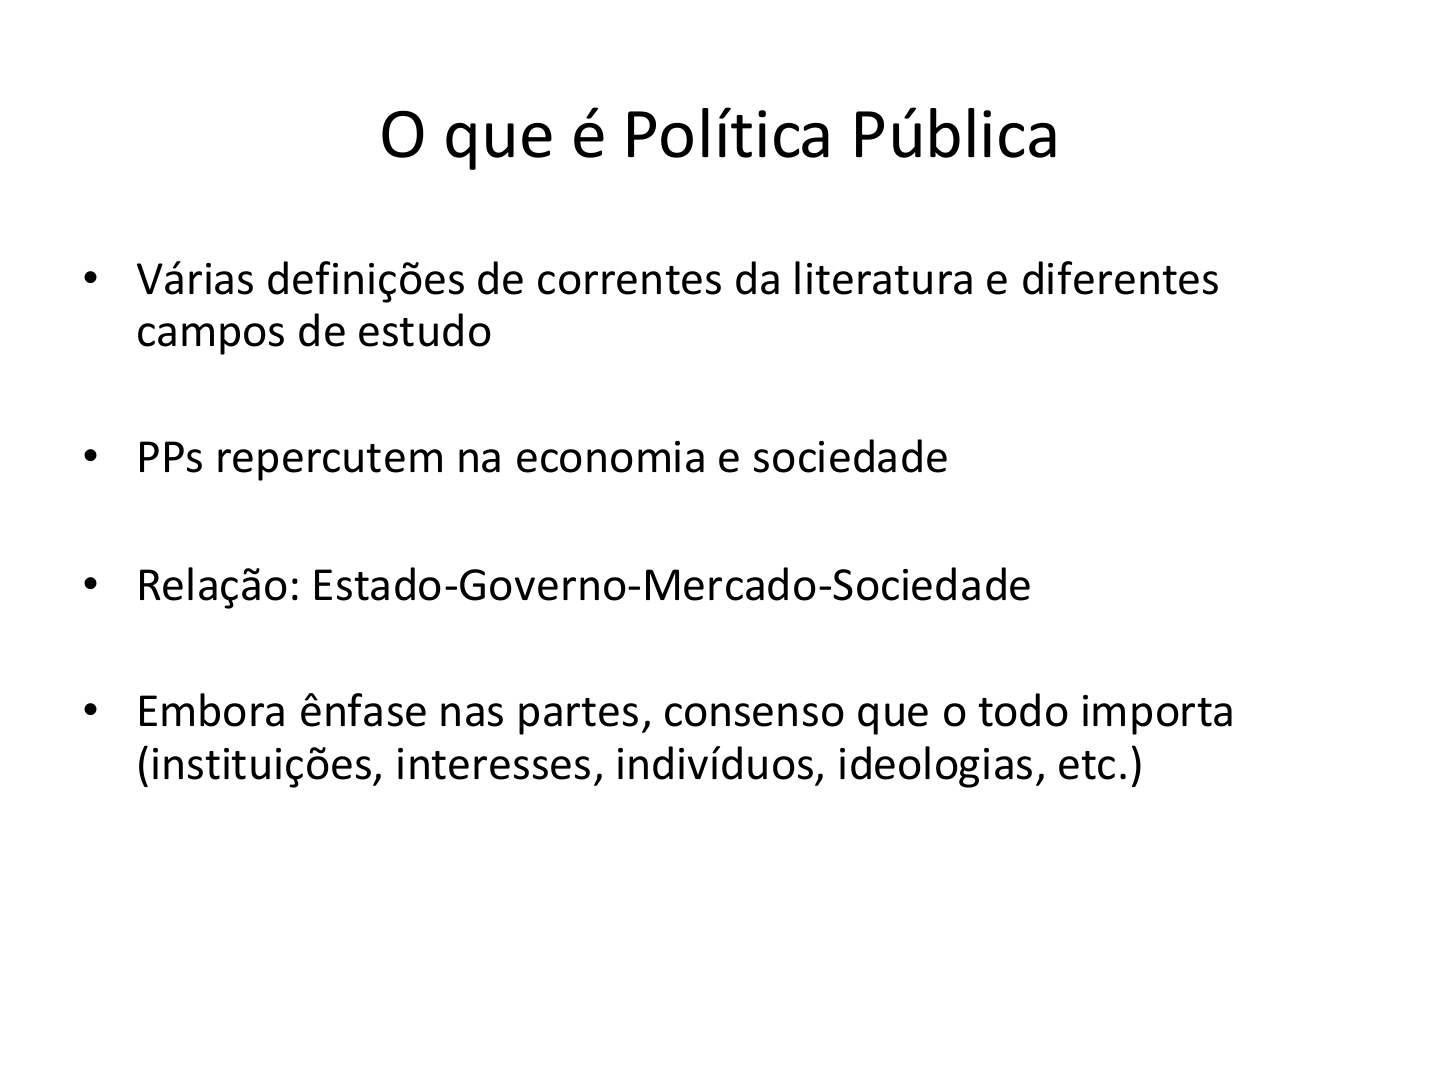 O que é Política Pública
• Várias definições de correntes da literatura e diferentes
campos de estudo
• PPs repercutem na economia e sociedade
• Relação: Estado-Governo-Mercado-Sociedade
• Embora ênfase nas partes, consenso que o todo importa
(instituições, interesses, indivíduos, ideologias, etc.)